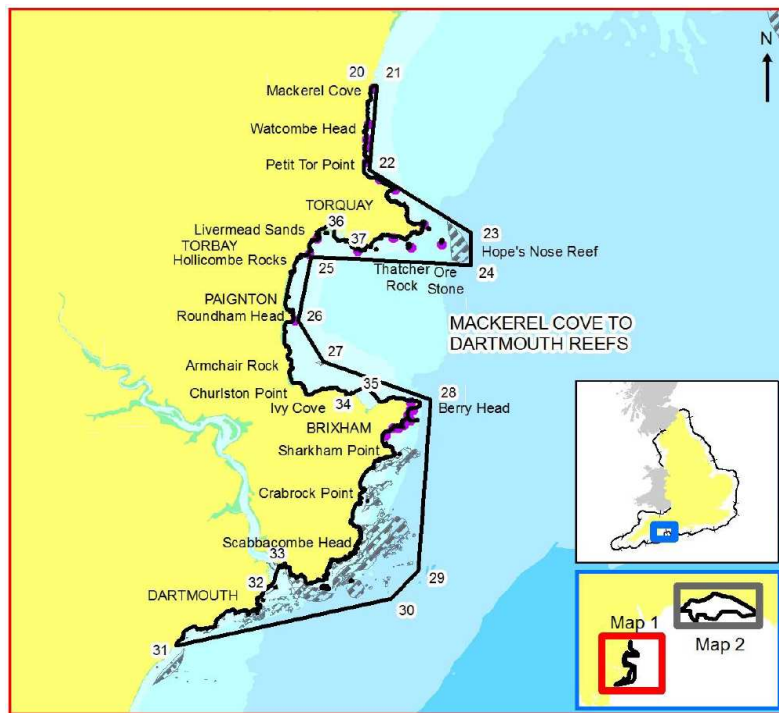 N
20 21
Mackerel Cove
Watcombe Head
Petit Tor Point 22
TORQUAY
Livermead Sands 36
23
TORBAY 37
Hope's Nose Reef
Hollicombe Rocks
25
24
Thatcher Ore
Rock Stone
PAIGNTON
Roundham Head 26
MACKEREL COVE TO
DARTMOUTH REEFS
27
Armchair Rock
35
Churlston Point
28
Ivy Cove 34
Berry Head
BRIXHAM
Sharkham Point
Crabrock Point
Scabbacombe Head
33
29
32
DARTMOUTH
30
31
Map 1
Map 2